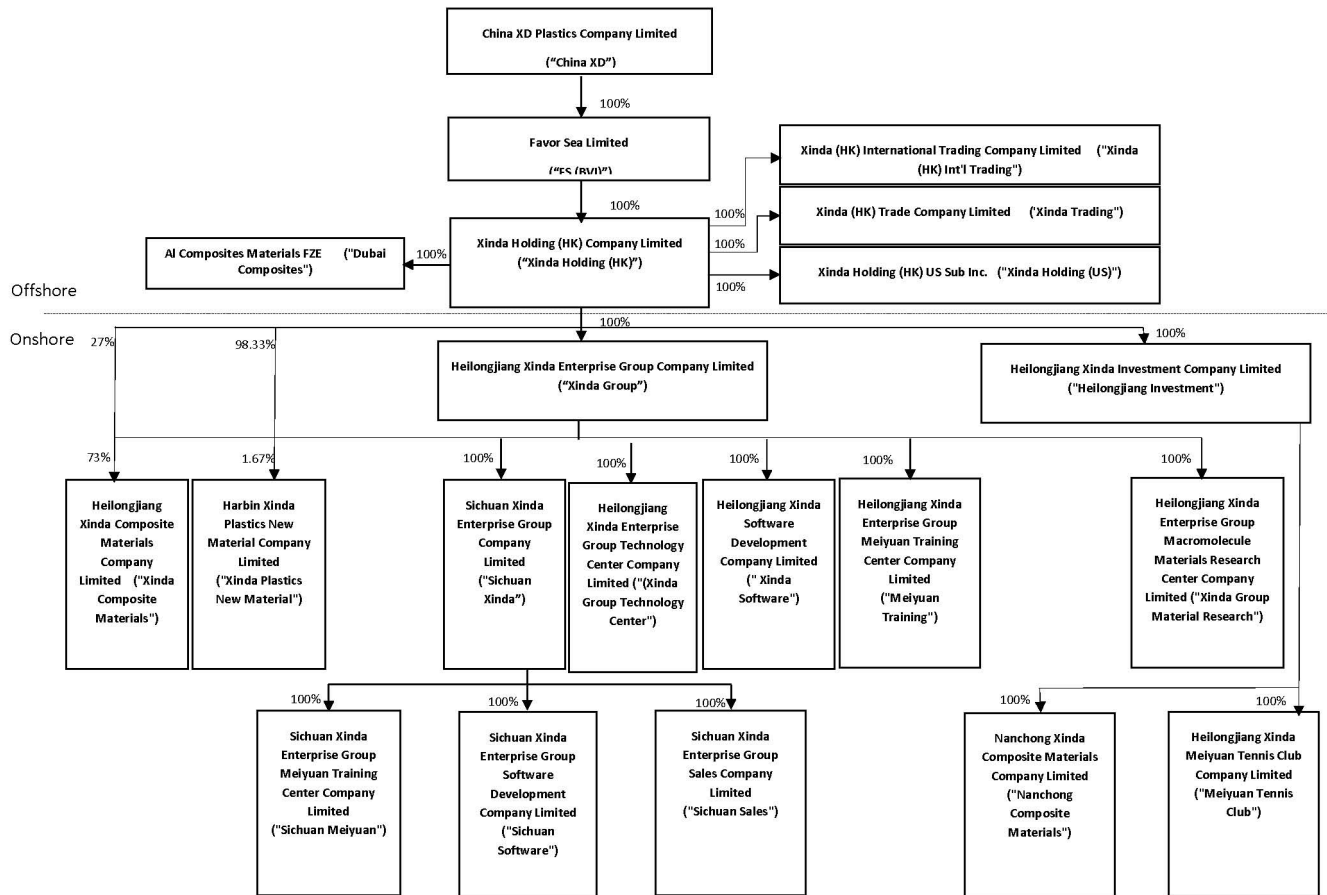 China XD Plastics Company Limited
(“China XD”)
100%
Favor Sea Limited
(“FS (BVI)”
100%
Xinda (HK) International Trading Company Limited ("Xinda
(HK) Int'l Trading")
100%
Xinda (HK) Trade Company Limited ('Xinda Trading")
100%
Xinda Holding (HK) Company Limited
(“Xinda Holding (HK)”
Al Composites Materials FZE ("Dubai
Composites")
100%
Xinda Holding (HK) US Sub Inc. ("Xinda Holding (US)")
100%
Offshore
Onshore
100%
27%
98.33%
100%
Heilongjiang Xinda Enterprise Group Company Limited
(“Xinda Group”)
Heilongjiang Xinda Investment Company Limited
("Heilongjiang Investment")
73%
1.67%
100%
100%
100%
100%
100%
Heilongjiang
Xinda Composite
Materials
Company
Limited ("Xinda
Composite
Materials")
Harbin Xinda
Plastics New
Material Company
Limited
("Xinda Plastics
New Material")
Sichuan Xinda
Enterprise Group
Company
Limited
("Sichuan
Xinda”)
Heilongjiang
Xinda Enterprise
Group Technology
Center Company
Limited ("(Xinda
Group Technology
Center")
Heilongjiang Xinda
Software
Development
Company Limited
(" Xinda
Software")
Heilongjiang Xinda
Enterprise Group
Meiyuan Training
Center Company
Limited
("Meiyuan
Training")
Heilongjiang Xinda
Enterprise Group
Macromolecule
Materials Research
Center Company
Limited ("Xinda Group
Material Research")
100%
100%
100%
100%
100%
Sichuan Xinda
Enterprise Group
Meiyuan Training
Center Company
Limited
("Sichuan Meiyuan")
Sichuan Xinda
Enterprise Group
Software
Development
Company Limited
("Sichuan
Software")
Sichuan Xinda
Enterprise Group
Sales Company
Limited
("Sichuan Sales")
Nanchong Xinda
Composite Materials
Company Limited
("Nanchong
Composite
Materials")
Heilongjiang Xinda
Meiyuan Tennis Club
Company Limited
("Meiyuan Tennis
Club")